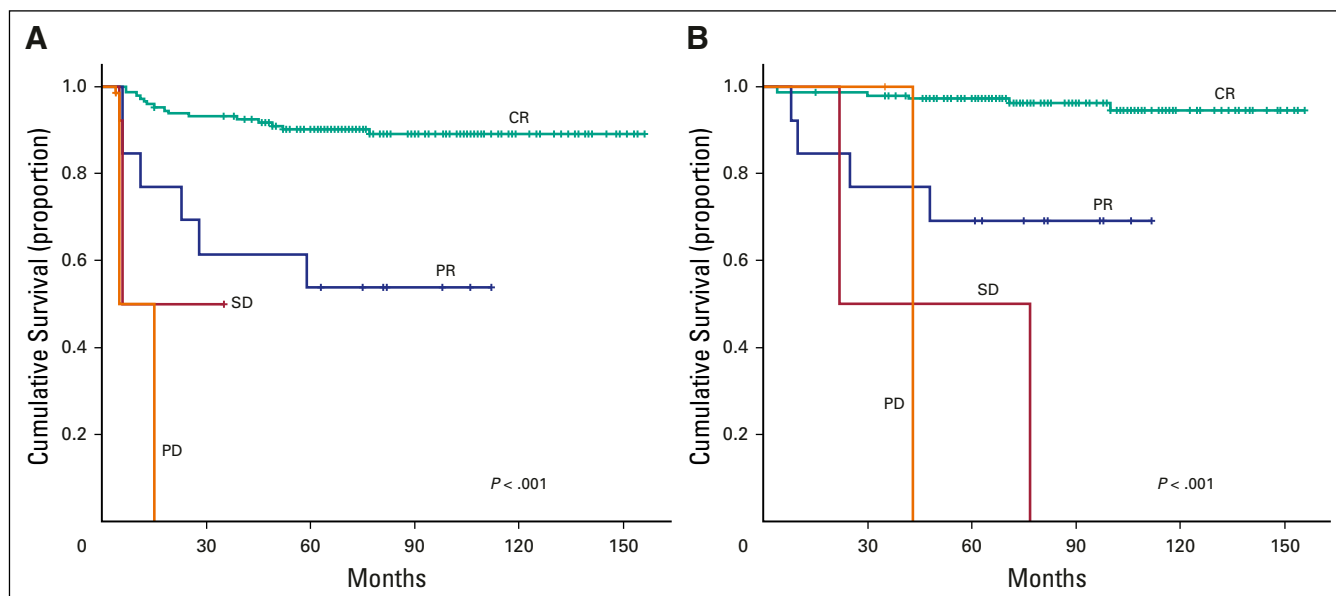 A
Cumulative Survival (proportion)
1.0
0.8
0.6
0.4
0.2
0
30
60
90
120
150
Months
CR
PR
SD
PD
P < .001
B
Cumulative Survival (proportion)
1.0
0.8
0.6
0.4
0.2
0
30
60
90
120
150
Months
CR
PR
SD
PD
P < .001